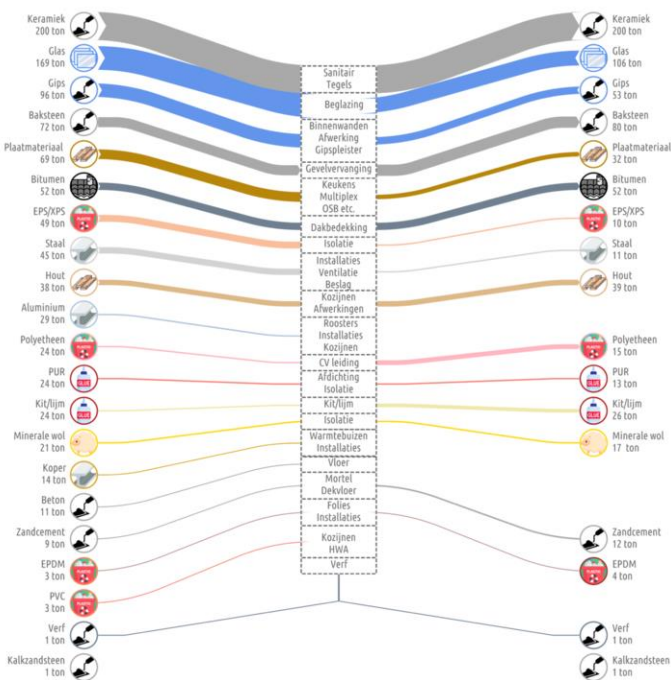 Keramiek
200 ton
Glas
169 ton
Gips
96 ton
Baksteen
72 ton
Plaatmateriaal
69 ton
Bitumen
52 ton
EPS/XPS
49 ton
Staal
45 ton
Hout
38 ton
Aluminium
29 ton
Polyetheen
24 ton
PUR
24 ton
Kit/lijm
24 ton
Minerale wol
21 ton
Koper
14 ton
Beton
11 ton
Zandcement
9 ton
EPDM
3 ton
PVC
3 ton
Verf
1 ton
Kalkzandsteen
1 ton
Sanitair
Tegels
Beglazing
Binnenwanden
Afwerking
Gipspleister
Gevelvervanging
Keukens
Multiplex
OSB etc.
Dakbedekking
Isolatie
Installaties
Ventilatie
Beslag
Kozijnen
Afwerkingen
Roosters
Installaties
Kozijnen
CV leiding
Afdichting
Isolatie
Kit/lijm
Isolatie
Warmtebuizen
Installaties
Vloer
Mortel
Dekvloer
Folies
Installaties
Kozijnen
HWA
Verf
Keramiek
200 ton
Glas
106 ton
Gips
53 ton
Baksteen
80 ton
Plaatmateriaal
32 ton
Bitumen
52 ton
EPS/XPS
10 ton
Staal
11 ton
Hout
39 ton
Polyetheen
15 ton
PUR
13 ton
Kit/lijm
26 ton
Minerale wol
17 ton
Zandcement
12 ton
EPDM
4 ton
Verf
1 ton
Kalkzandsteen
1 ton
GLUE
GLUE
GLUE
GLUE